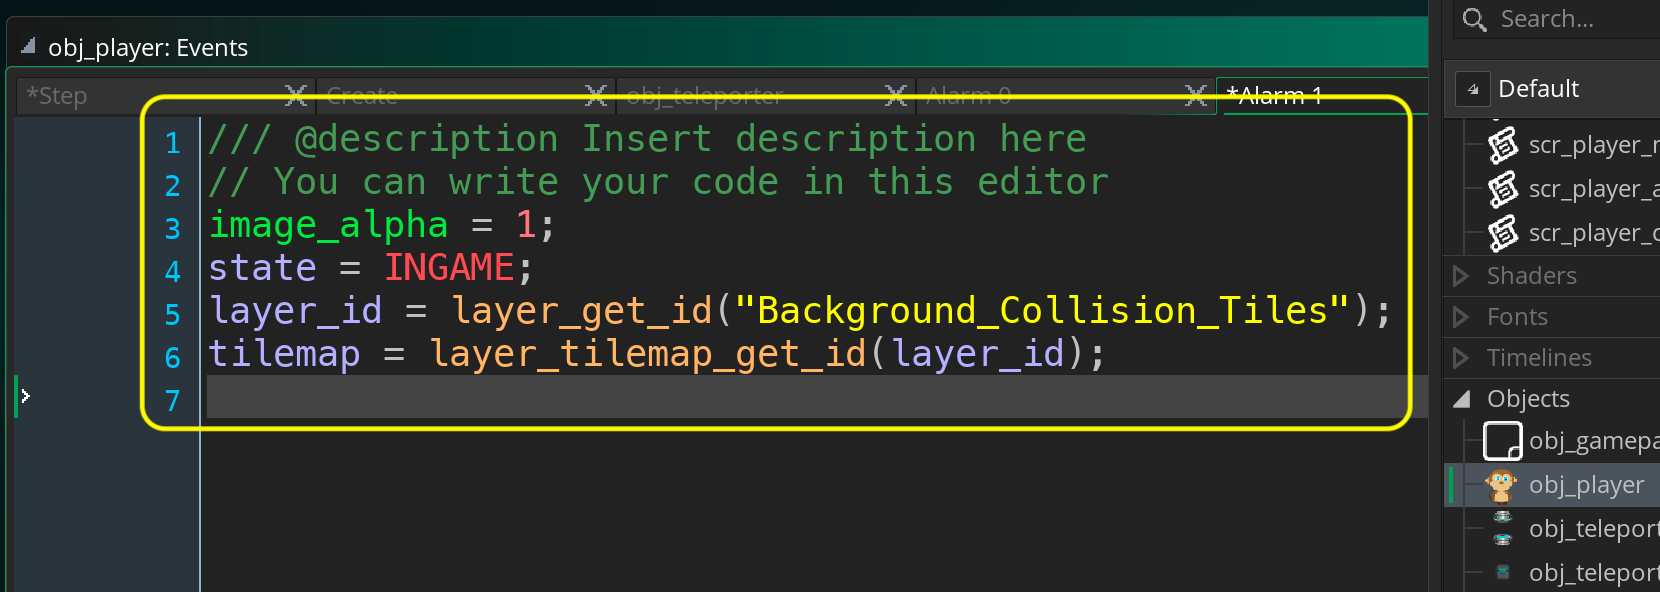 Search...
obj_player: Events
*Step
Create
obj_teleporter
Alarm 0
*Alarm 1
Default
1 /// @description Insert description here
2 // You can write your code in this editor
3 image_alpha = 1;
4 state = INGAME;
5 layer_id = layer_get_id("Background_Collision_Tiles");
6 tilemap = layer_tilemap_get_id(layer_id);
7
scr_player_
scr_player_a
scr_player_
Shaders
Fonts
Timelines
Objects
obj_gamepa
obj_player
obj_teleport
obj_teleport